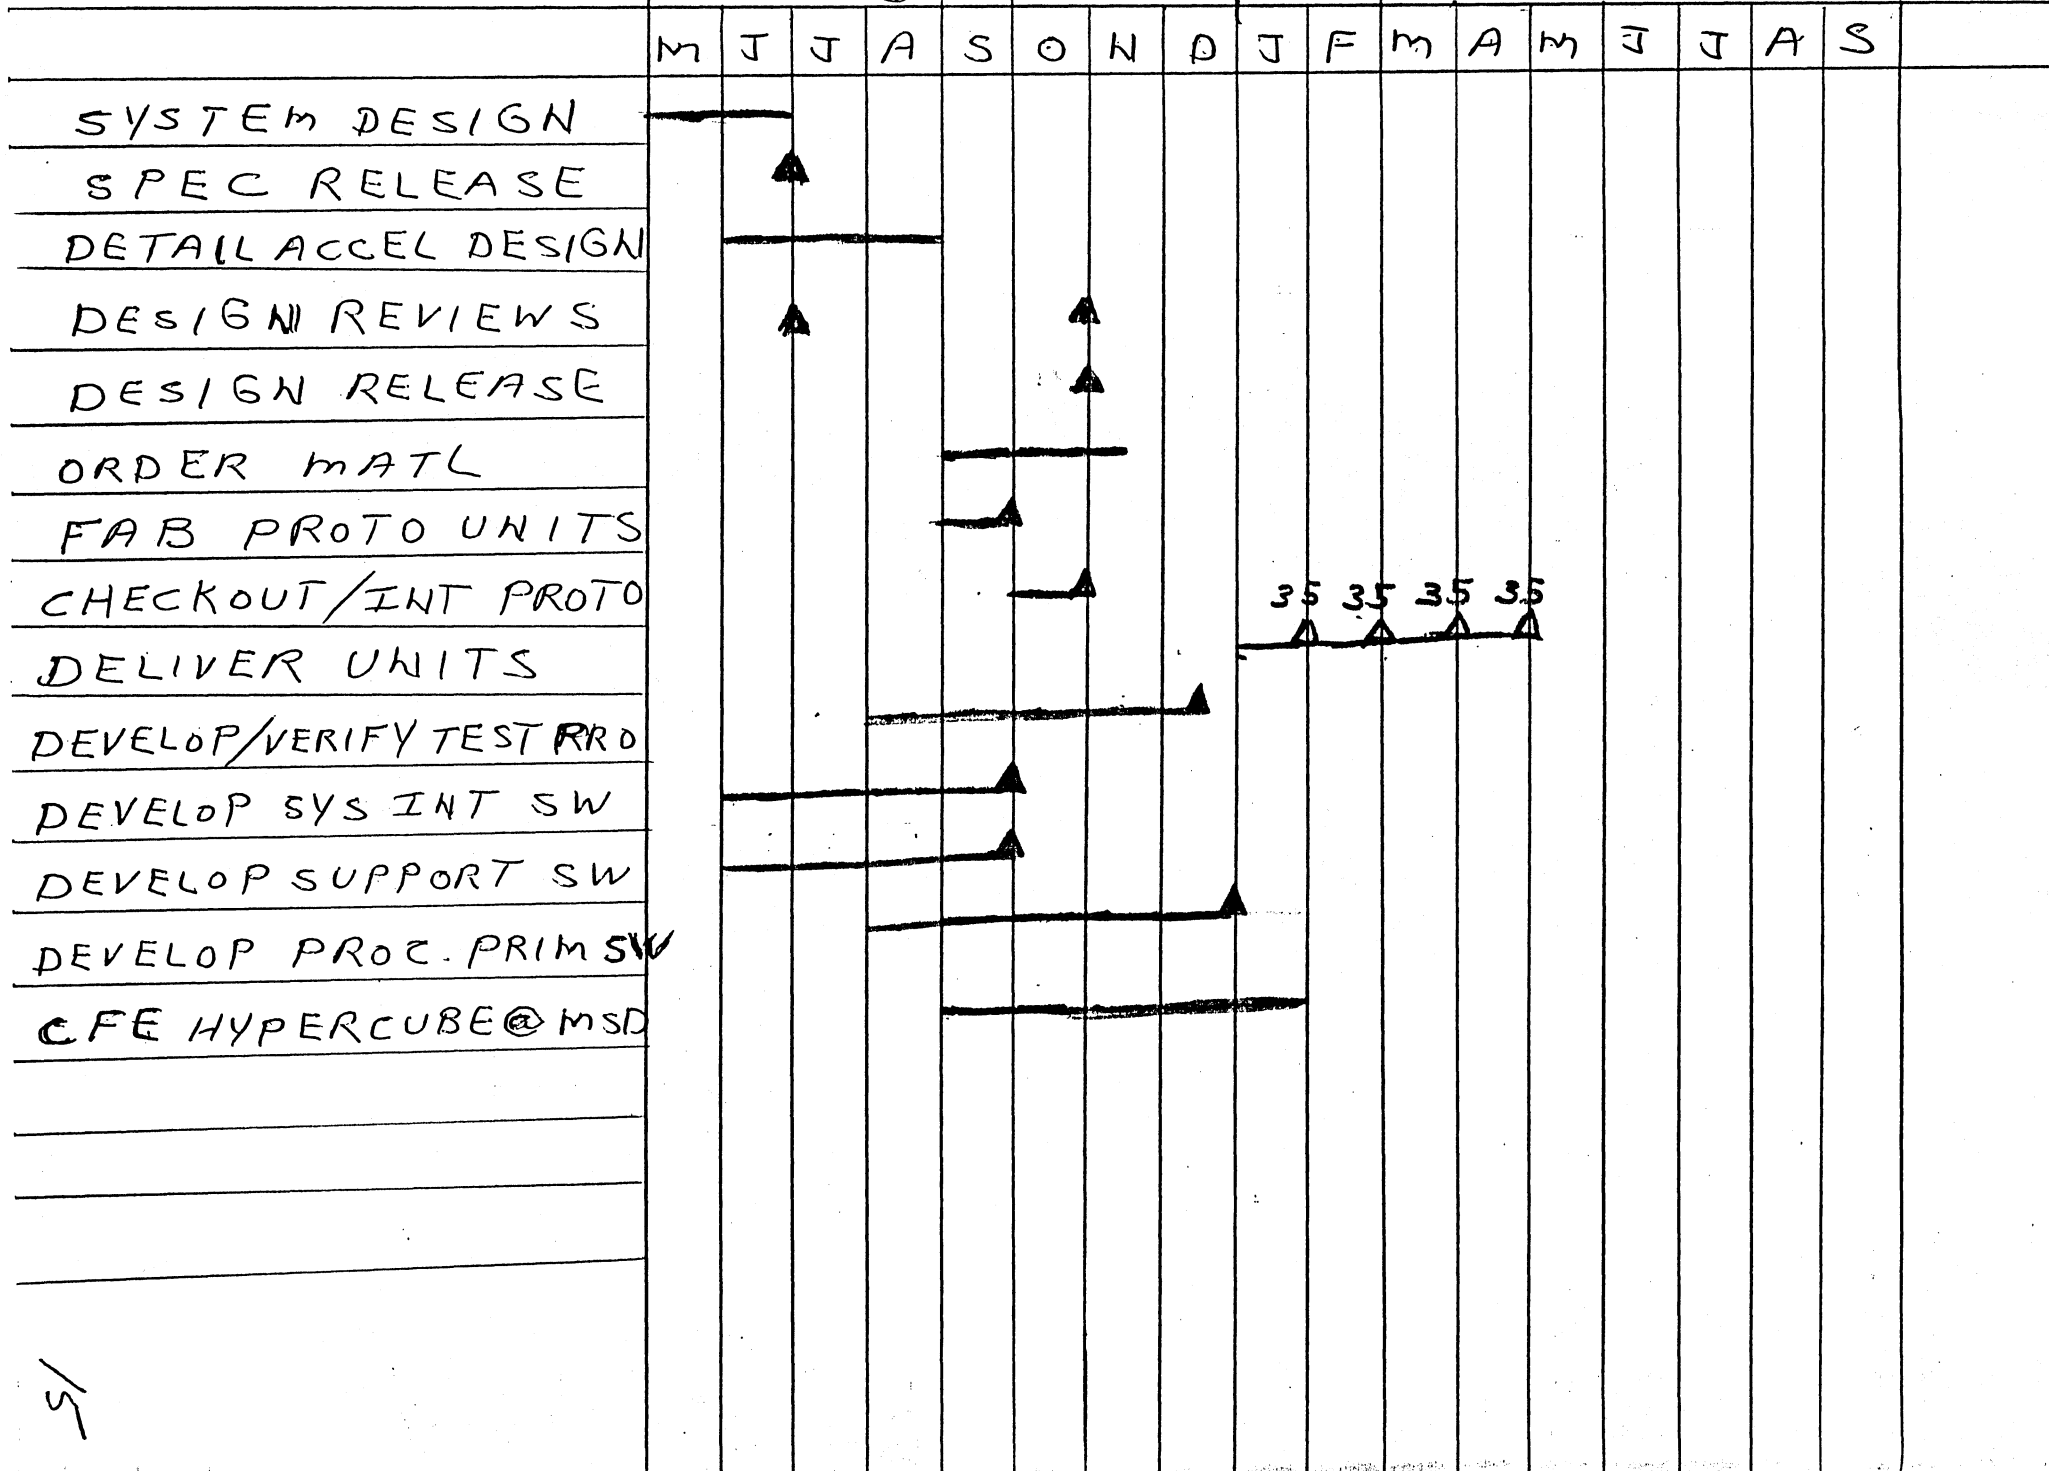 M J J A S O N D J F M A M J J A S
SYSTEM DESIGN
SPEC RELEASE
DETAIL ACCEL DESIGN
DESIGN REVIEWS
DESIGN RELEASE
ORDER MATL
FAB PROTO UNITS
CHECKOUT/INT PROTO
35 35 35 35
DELIVER UNITS
DEVELOP/VERIFY TEST PRO
DEVELOP SYS INT SW
DEVELOP SUPPORT SW
DEVELOP PROC. PRIM SW
CFE HYPERCUBE @ MSD